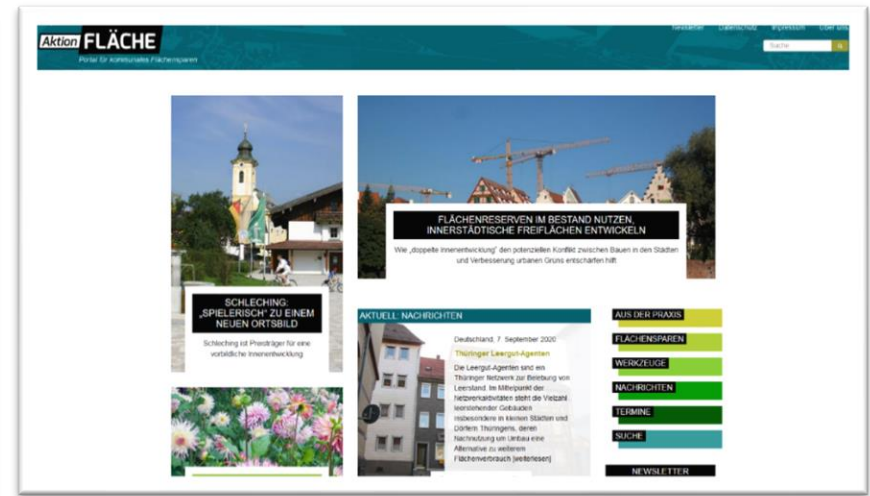 Newsletter Datenschutz Impressum Über uns
Aktion FLÄCHE
Portal für kommunales Flächensparen
Suche
FLÄCHENRESERVEN IM BESTAND NUTZEN,
INNERSTÄDTISCHE FREIFLÄCHEN ENTWICKELN
Wie „doppelte Innenentwicklung“ den potenziellen Konflikt zwischen Bauen in den Städten
und Verbesserung urbanen Grüns entschärfen hilft
SCHLECHING:
„SPIELERISCH“ ZU EINEM
NEUEN ORTSBILD
Schleching ist Preisträger für eine
vorbildliche Innenentwicklung
AKTUELL: NACHRICHTEN
Deutschland, 7. September 2020
Thüringer Leergut-Agenten
Die Leergut-Agenten sind ein
Thüringer Netzwerk zur Belebung von
Leerstand. Im Mittelpunkt der
Netzwerkaktivitäten steht die Vielzahl
leerstehender Gebäuden
insbesondere in kleinen Städten und
Dörfern Thüringens, deren
Nachnutzung um Umbau eine
Alternative zu weiterem
Flächenverbrauch [weiterlesen]
AUS DER PRAXIS
FLÄCHENSPAREN
WERKZEUGE
NACHRICHTEN
TERMINE
SUCHE
NEWSLETTER